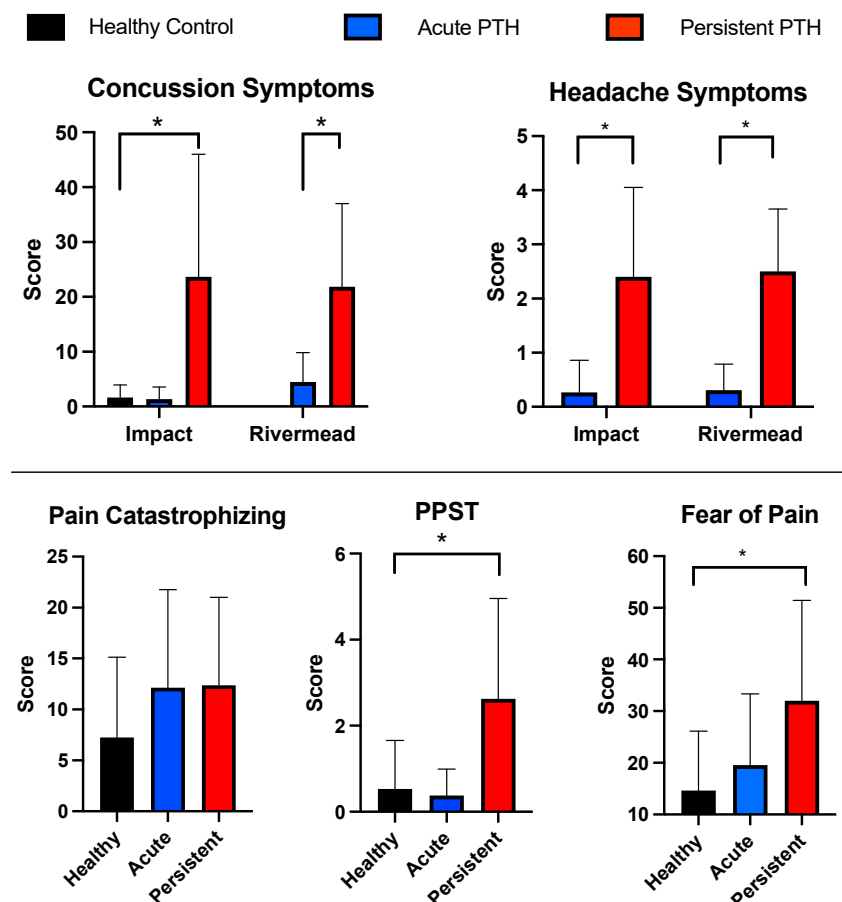 Healthy Control Acute PTH Persistent PTH
Concussion Symptoms
Score
50
40
30
20
10
0
*
*
Impact Rivermead
Headache Symptoms
Score
5
4
3
2
1
0
*
*
Impact Rivermead
Pain Catastrophizing
Score
25
20
15
10
5
0
Healthy
Acute
Persistent
PPST
Score
6
4
2
0
*
Healthy
Acute
Persistent
Fear of Pain
Score
60
50
40
30
20
10
*
Healthy
Acute
Persistent